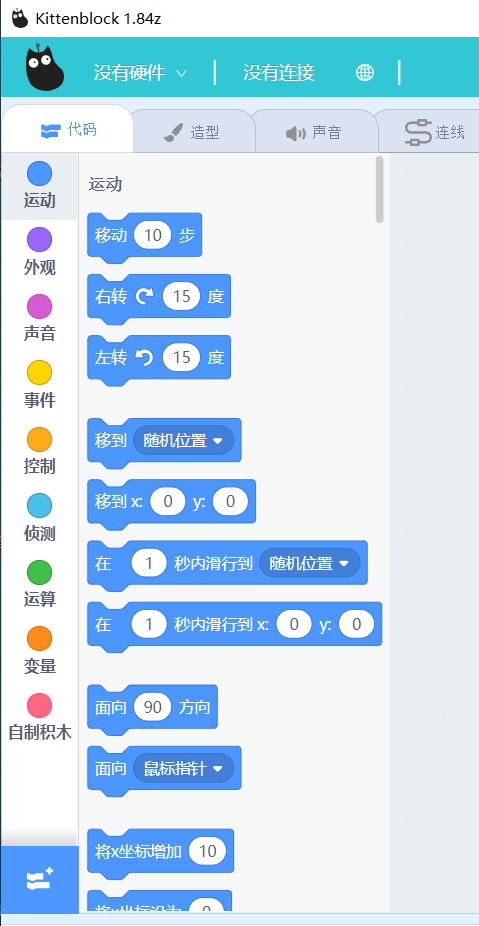 Kittenblock 1.84z
没有硬件 没有连接
代码 造型 声音 连线
运动
外观
声音
事件
控制
侦测
运算
变量
自制积木
运动
移动 10 步
右转 15 度
左转 15 度
移到 随机位置
移到 x: 0 y: 0
在 1 秒内滑行到 随机位置
在 1 秒内滑行到 x: 0 y: 0
面向 90 方向
面向 鼠标指针
将x坐标增加 10